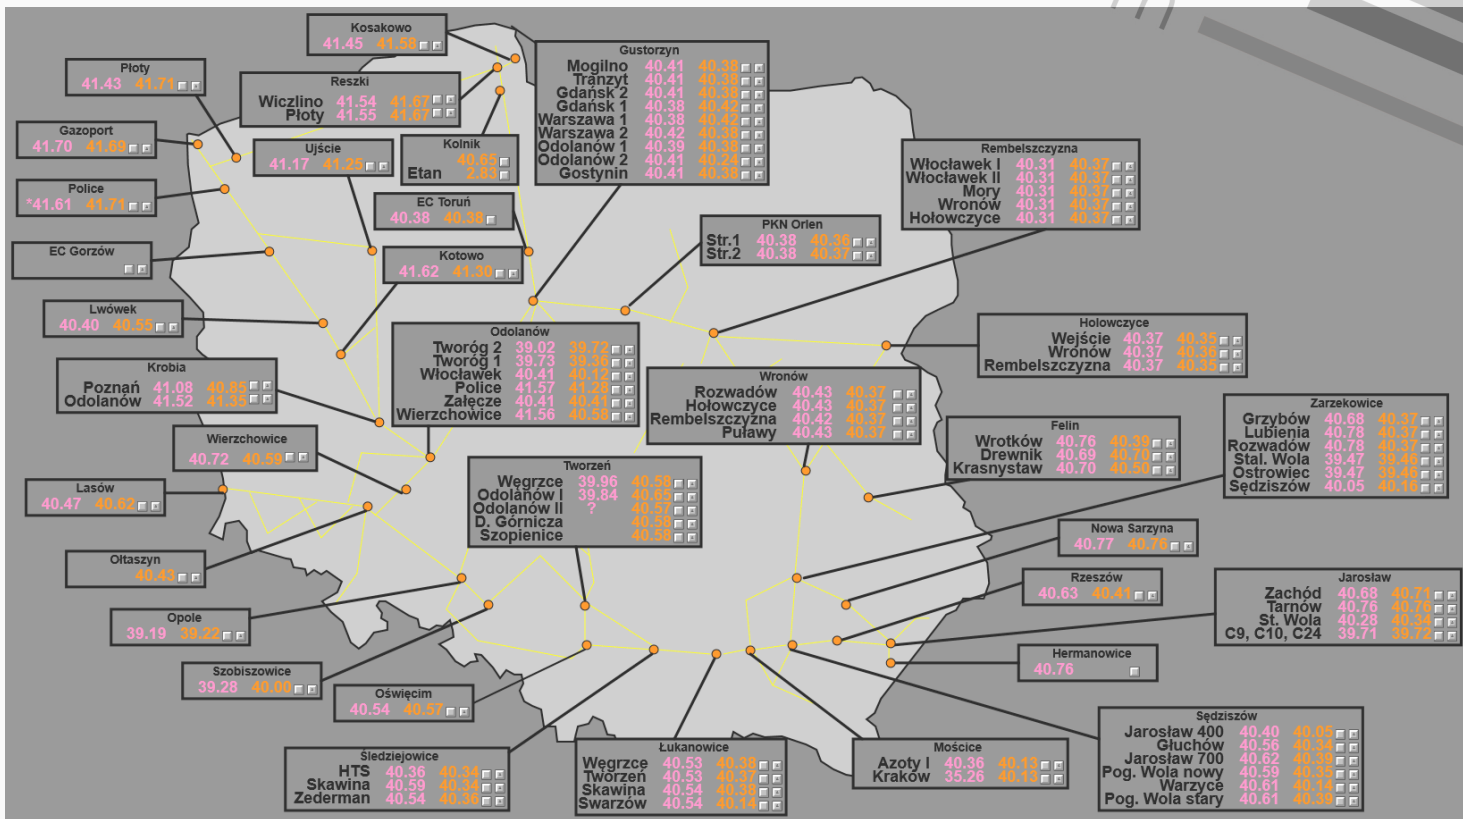 Kosakowo
41.45 41.58
Płoty
41.43 41.71
Reszki
Wiczlino 41.54 41.67
Płoty 41.55 41.67
Gustorzyn
Mogilno 40.41 40.38
Tranzyt 40.41 40.38
Gdańsk 2 40.41 40.38
Gdańsk 1 40.38 40.42
Warszawa 1 40.38 40.42
Warszawa 2 40.42 40.38
Odolanów 1 40.39 40.38
Odolanów 2 40.41 40.24
Gostynin 40.41 40.38
Gazoport
41.70 41.69
Ujście
41.17 41.25
Kolnik
40.65
Etan 2.83
Rembelszczyzna
Włocławek I 40.31 40.37
Włocławek II 40.31 40.37
Mory 40.31 40.37
Wronów 40.31 40.37
Hołowczyce 40.31 40.37
Police
*41.61 41.71
EC Toruń
40.38 40.38
PKN Orlen
Str.1 40.38 40.36
Str.2 40.38 40.37
EC Gorzów
Kotowo
41.62 41.30
Lwówek
40.40 40.55
Odolanów
Tworóg 2 39.02 39.72
Tworóg 1 39.73 39.36
Włocławek 40.41 40.12
Police 41.57 41.28
Załęcze 40.41 40.41
Wierzchowice 41.56 40.58
Holowczyce
Wejście 40.37 40.35
Wronów 40.37 40.36
Rembelszczyzna 40.37 40.35
Krobia
Poznań 41.08 40.85
Odolanów 41.52 41.35
Wronów
Rozwadów 40.43 40.37
Hołowczyce 40.43 40.37
Rembelszczyzna 40.42 40.37
Puławy 40.43 40.37
Zarzekowice
Grzybów 40.68 40.37
Lubienia 40.78 40.37
Rozwadów 40.78 40.37
Stal. Wola 39.47 39.46
Ostrowiec 39.47 39.46
Sędziszów 40.05 40.16
Wierzchowice
40.72 40.59
Felin
Wrotków 40.76 40.39
Drewnik 40.69 40.70
Krasnystaw 40.70 40.50
Lasów
40.47 40.62
Tworzeń
Węgrzce 39.96 40.58
Odolanów I 39.84 40.65
Odolanów II ? 40.57
D. Górnicza 40.58
Szopienice 40.58
Nowa Sarzyna
40.77 40.76
Ołtaszyn
40.43
Rzeszów
40.63 40.41
Jarosław
Zachód 40.68 40.71
Tarnów 40.76 40.76
St. Wola 40.28 40.34
C9, C10, C24 39.71 39.72
Opole
39.19 39.22
Hermanowice
40.76
Szobiszowice
39.28 40.00
Oświęcim
40.54 40.57
Sędziszów
Jarosław 400 40.40 40.05
Głuchów 40.56 40.34
Jarosław 700 40.62 40.39
Pog. Wola nowy 40.59 40.35
Warzyce 40.61 40.14
Pog. Wola stary 40.61 40.39
Śledziejowice
HTS 40.36 40.34
Skawina 40.59 40.34
Zederman 40.54 40.36
Łukanowice
Węgrzce 40.53 40.38
Tworzeń 40.53 40.37
Skawina 40.54 40.38
Swarzów 40.54 40.14
Mościce
Azoty I 40.36 40.13
Kraków 35.26 40.13